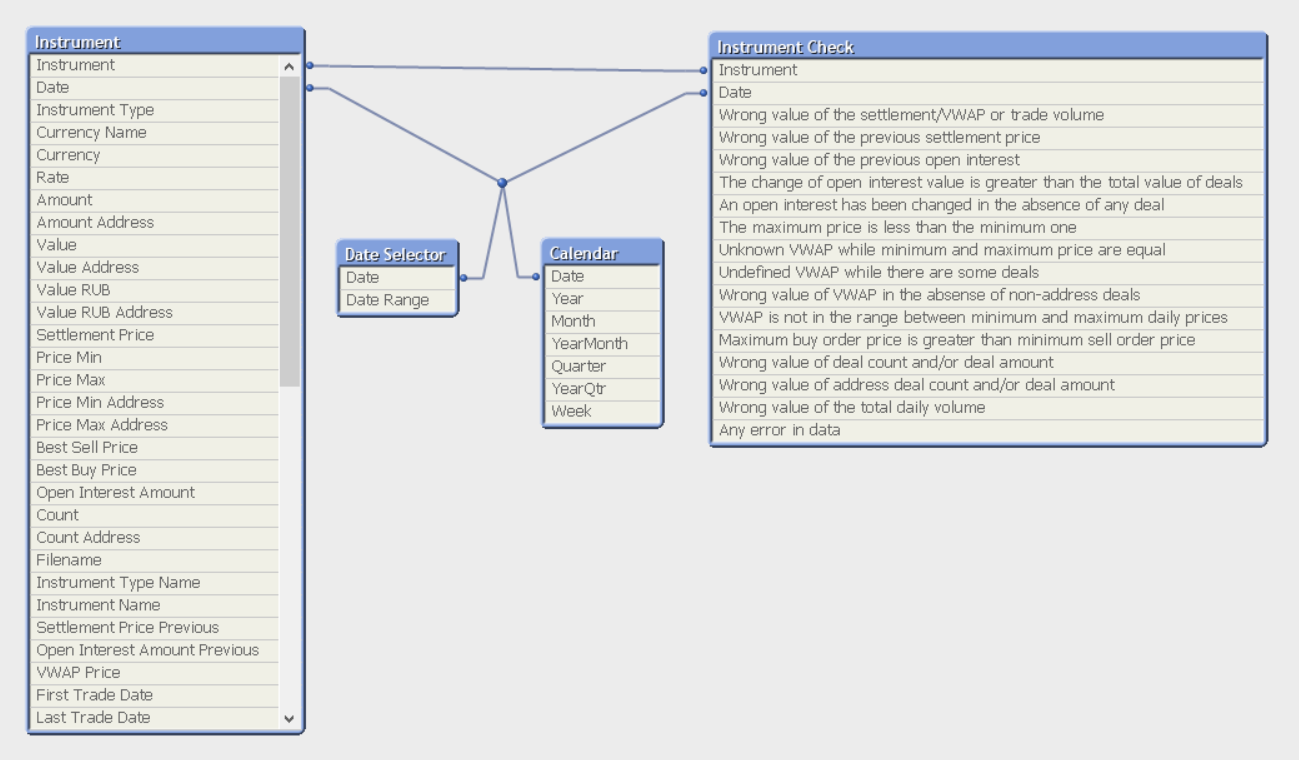 Instrument
Instrument
Date
Instrument Type
Currency Name
Currency
Rate
Amount
Amount Address
Value
Value Address
Value RUB
Value RUB Address
Settlement Price
Price Min
Price Max
Price Min Address
Price Max Address
Best Sell Price
Best Buy Price
Open Interest Amount
Count
Count Address
Filename
Instrument Type Name
Instrument Name
Settlement Price Previous
Open Interest Amount Previous
VWAP Price
First Trade Date
Last Trade Date
Date Selector
Date
Date Range
Calendar
Date
Year
Month
YearMonth
Quarter
YearQtr
Week
Instrument Check
Instrument
Date
Wrong value of the settlement/VWAP or trade volume
Wrong value of the previous settlement price
Wrong value of the previous open interest
The change of open interest value is greater than the total value of deals
An open interest has been changed in the absence of any deal
The maximum price is less than the minimum one
Unknown VWAP while minimum and maximum price are equal
Undefined VWAP while there are some deals
Wrong value of VWAP in the absense of non-address deals
VWAP is not in the range between minimum and maximum daily prices
Maximum buy order price is greater than minimum sell order price
Wrong value of deal count and/or deal amount
Wrong value of address deal count and/or deal amount
Wrong value of the total daily volume
Any error in data